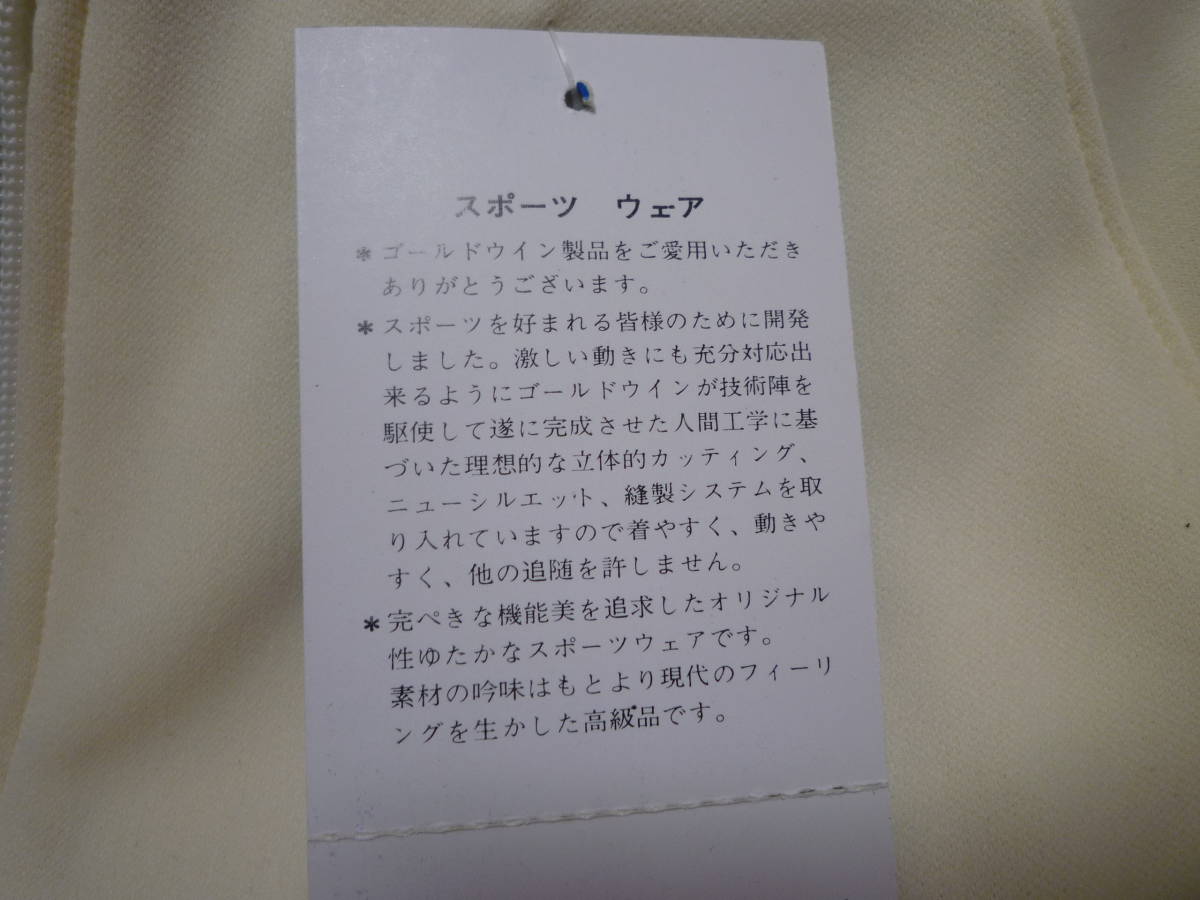 スポーツ ウェア
* ゴールドウイン製品をご愛用いただき
ありがとうございます。
* スポーツを好まれる皆様のために開発
しました。激しい動きにも充分対応出
来るようにゴールドウインが技術陣を
駆使して遂に完成させた人間工学に基
づいた理想的な立体的カッティング、
ニューシルエット、縫製システムを取
り入れていますので着やすく、動きや
すく、他の追随を許しません。
* 完ぺきな機能美を追求したオリジナル
性ゆたかなスポーツウェアです。
素材の吟味はもとより現代のフィーリ
ングを生かした高級品です。